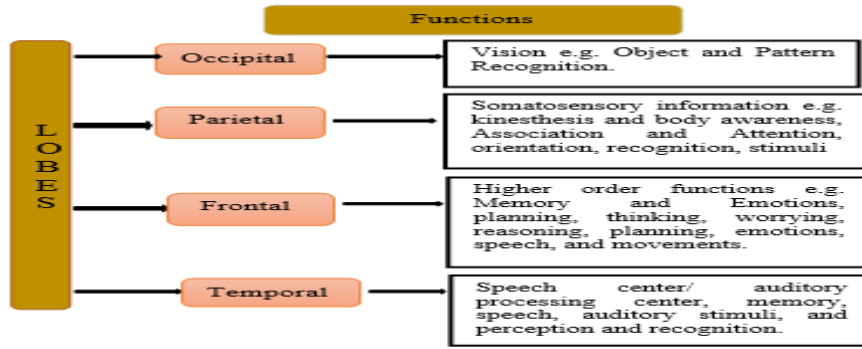 Functions
LOBES
Occipital
Vision e.g. Object and Pattern
Recognition.
Parietal
Somatosensory information e.g.
kinesthesis and body awareness,
Association and Attention,
orientation, recognition, stimuli
Frontal
Higher order functions e.g.
Memory and Emotions,
planning, thinking, worrying,
reasoning, planning, emotions,
speech, and movements.
Temporal
Speech center/ auditory
processing center, memory,
speech, auditory stimuli, and
perception and recognition.